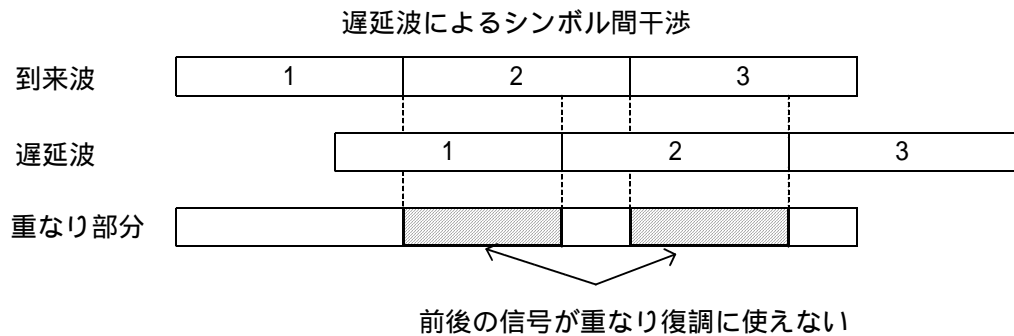 遅延波によるシンボル間干渉
到来波 1 2 3
遅延波 1 2 3
重なり部分
前後の信号が重なり復調に使えない